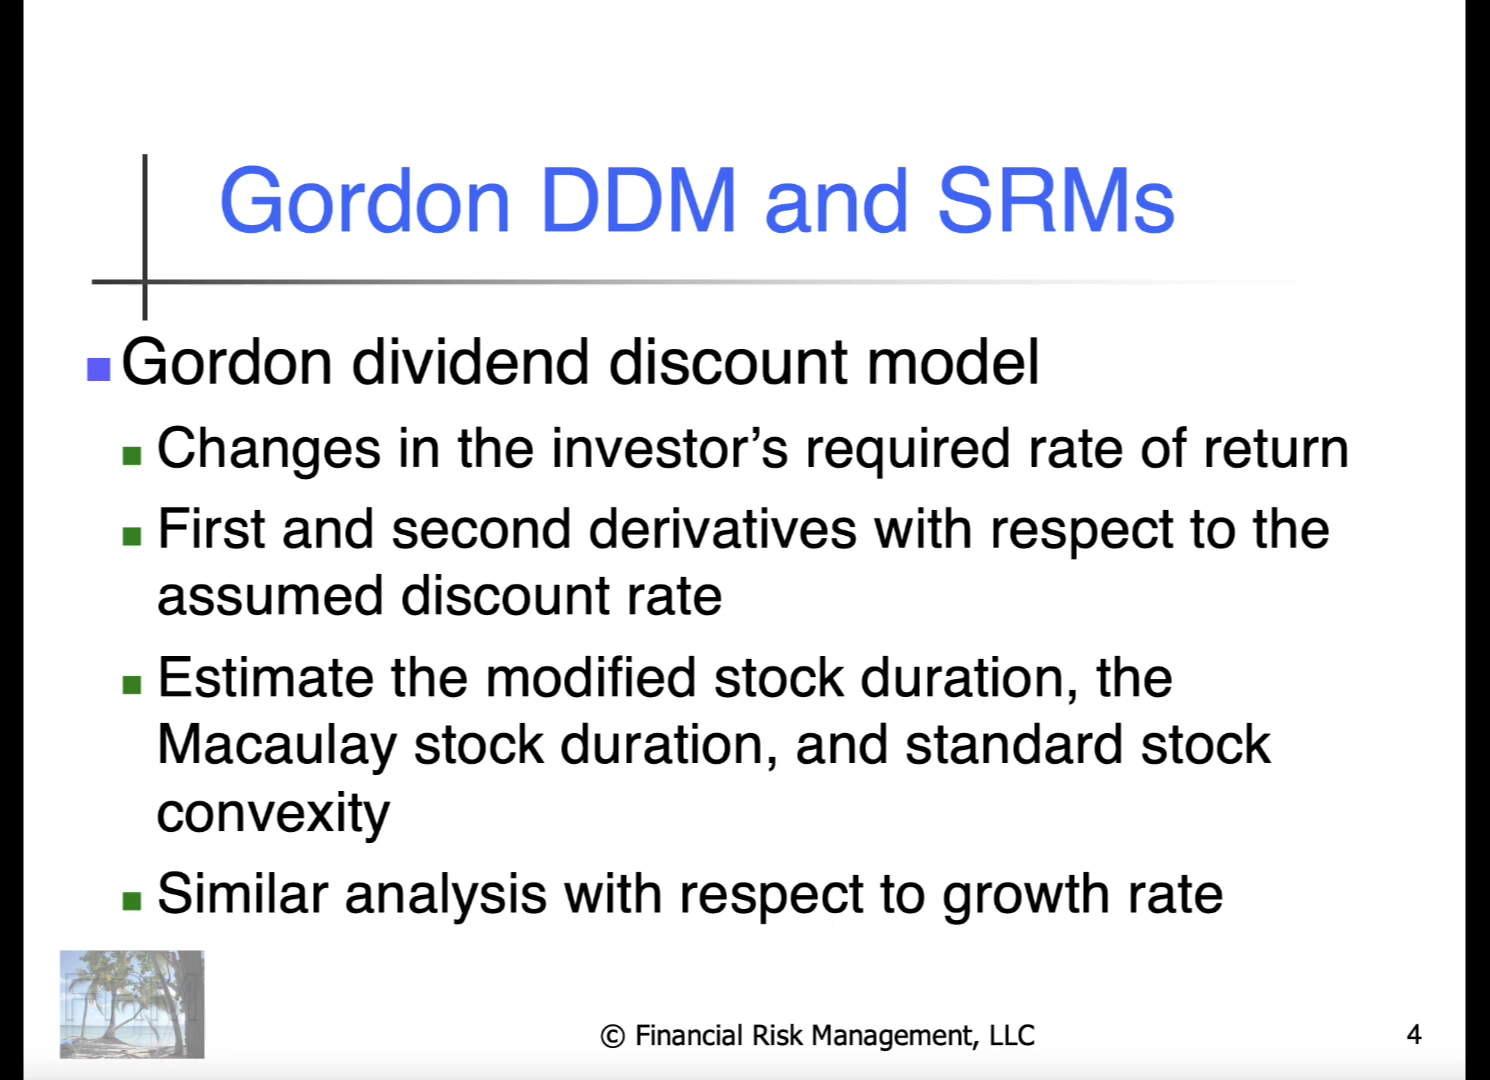 Gordon DDM and SRMs
Gordon dividend discount model
Changes in the investor’s required rate of return
First and second derivatives with respect to the
assumed discount rate
Estimate the modified stock duration, the
Macaulay stock duration, and standard stock
convexity
Similar analysis with respect to growth rate
© Financial Risk Management, LLC
4